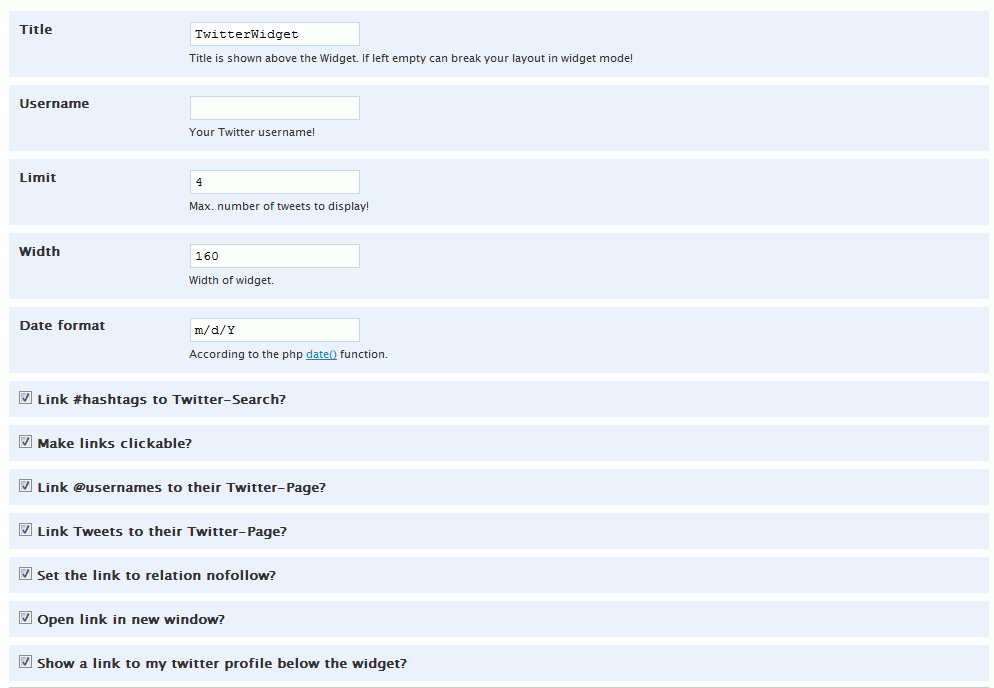 Title
TwitterWidget
Title is shown above the Widget. If left empty can break your layout in widget mode!
Username
Your Twitter username!
Limit
4
Max. number of tweets to display!
Width
160
Width of widget.
Date format
m/d/Y
According to the php date() function.
Link #hashtags to Twitter-Search?
Make links clickable?
Link @usernames to their Twitter-Page?
Link Tweets to their Twitter-Page?
Set the link to relation nofollow?
Open link in new window?
Show a link to my twitter profile below the widget?